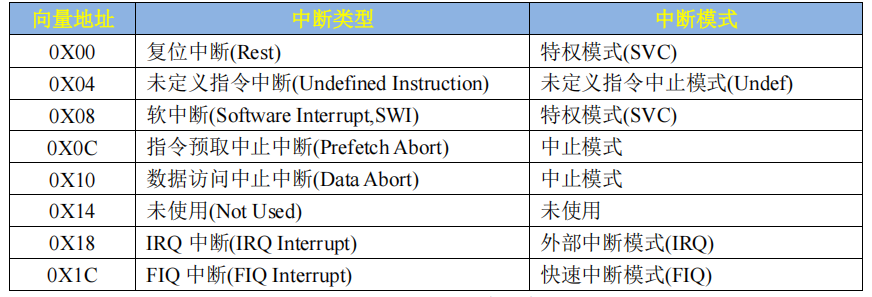 向量地址 中断类型 中断模式
0X00 复位中断(Rest) 特权模式(SVC)
0X04 未定义指令中断(Undefined Instruction) 未定义指令中止模式(Undef)
0X08 软中断(Software Interrupt,SWI) 特权模式(SVC)
0X0C 指令预取中止中断(Prefetch Abort) 中止模式
0X10 数据访问中止中断(Data Abort) 中止模式
0X14 未使用(Not Used) 未使用
0X18 IRQ 中断(IRQ Interrupt) 外部中断模式(IRQ)
0X1C FIQ 中断(FIQ Interrupt) 快速中断模式(FIQ)